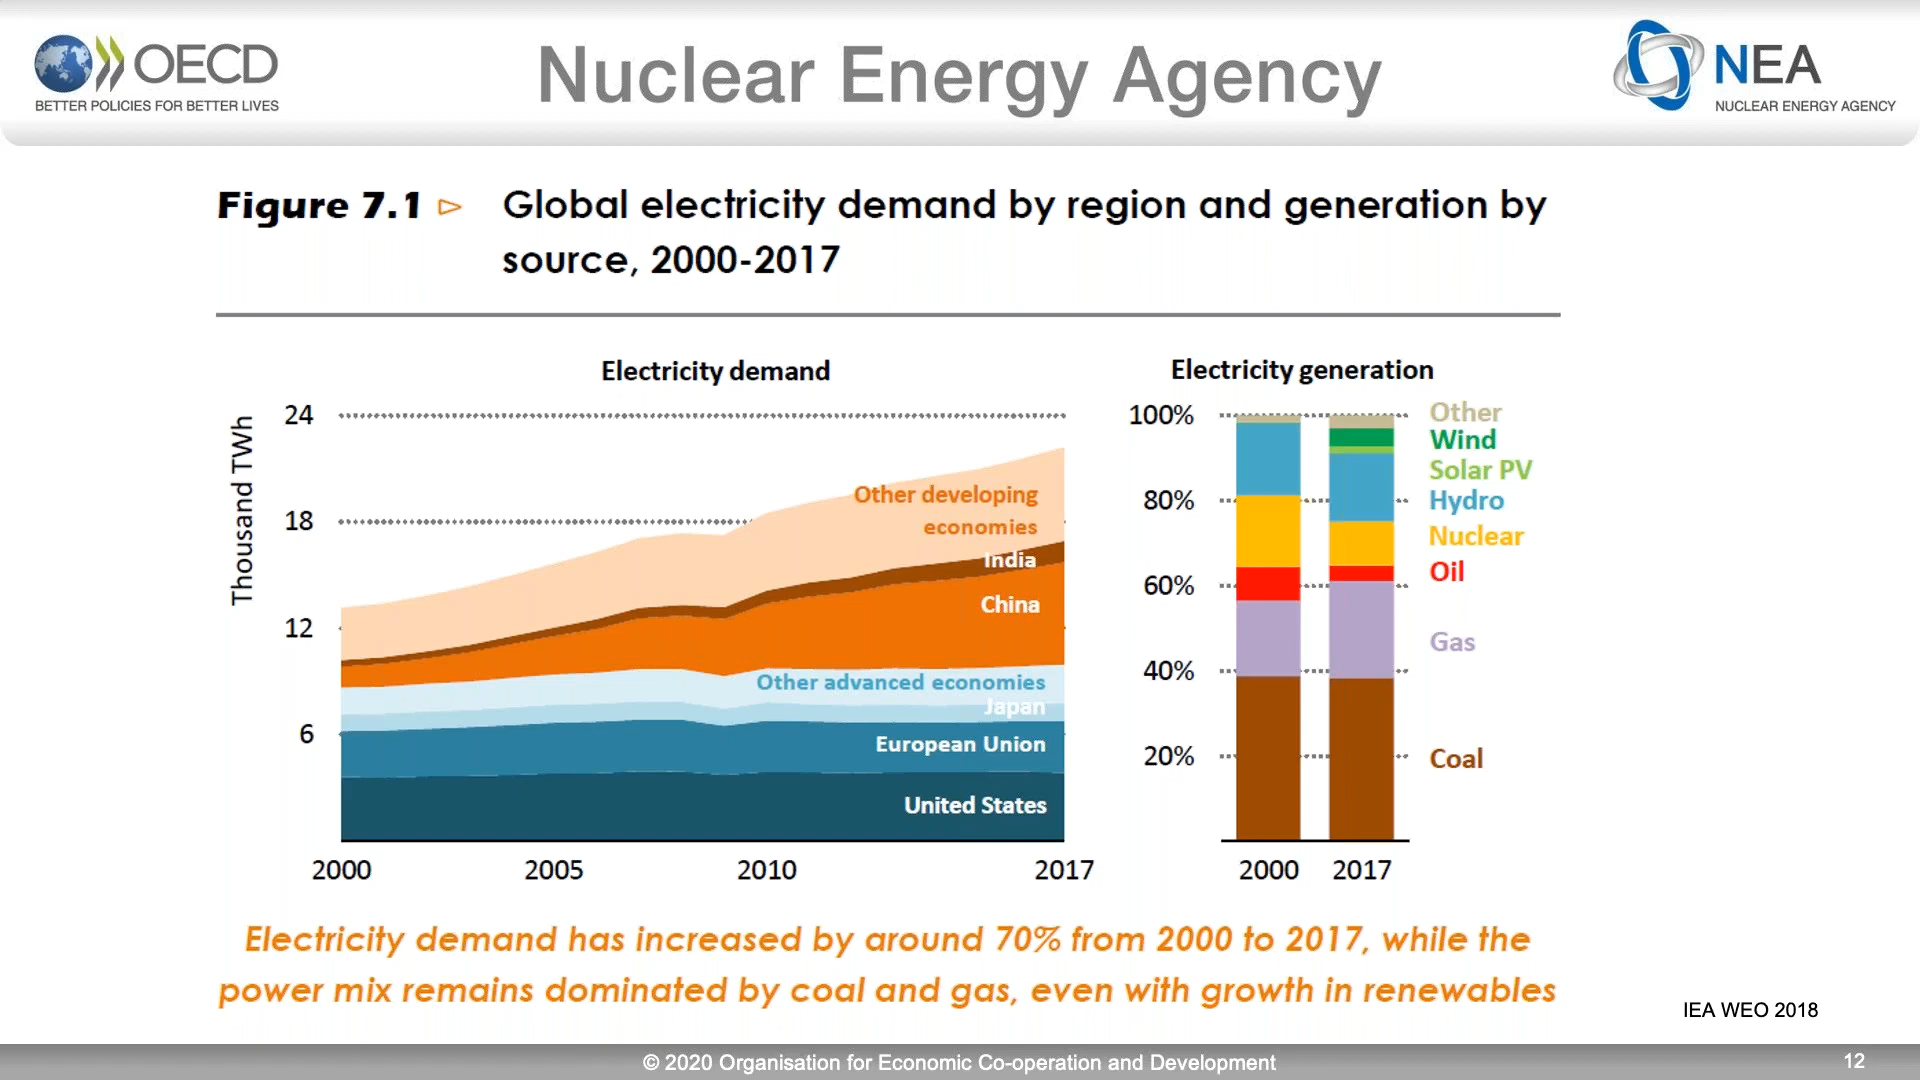 OECD
BETTER POLICIES FOR BETTER LIVES
Nuclear Energy Agency
NEA
NUCLEAR ENERGY AGENCY
Figure 7.1 ▻ Global electricity demand by region and generation by
source, 2000-2017
Electricity demand
Thousand TWh
24
18
12
6
Other developing
economies
India
China
Other advanced economies
Japan
European Union
United States
2000 2005 2010 2017
Electricity generation
100%
80%
60%
40%
20%
Other
Wind
Solar PV
Hydro
Nuclear
Oil
Gas
Coal
2000 2017
Electricity demand has increased by around 70% from 2000 to 2017, while the
power mix remains dominated by coal and gas, even with growth in renewables
IEA WEO 2018
© 2020 Organisation for Economic Co-operation and Development
12